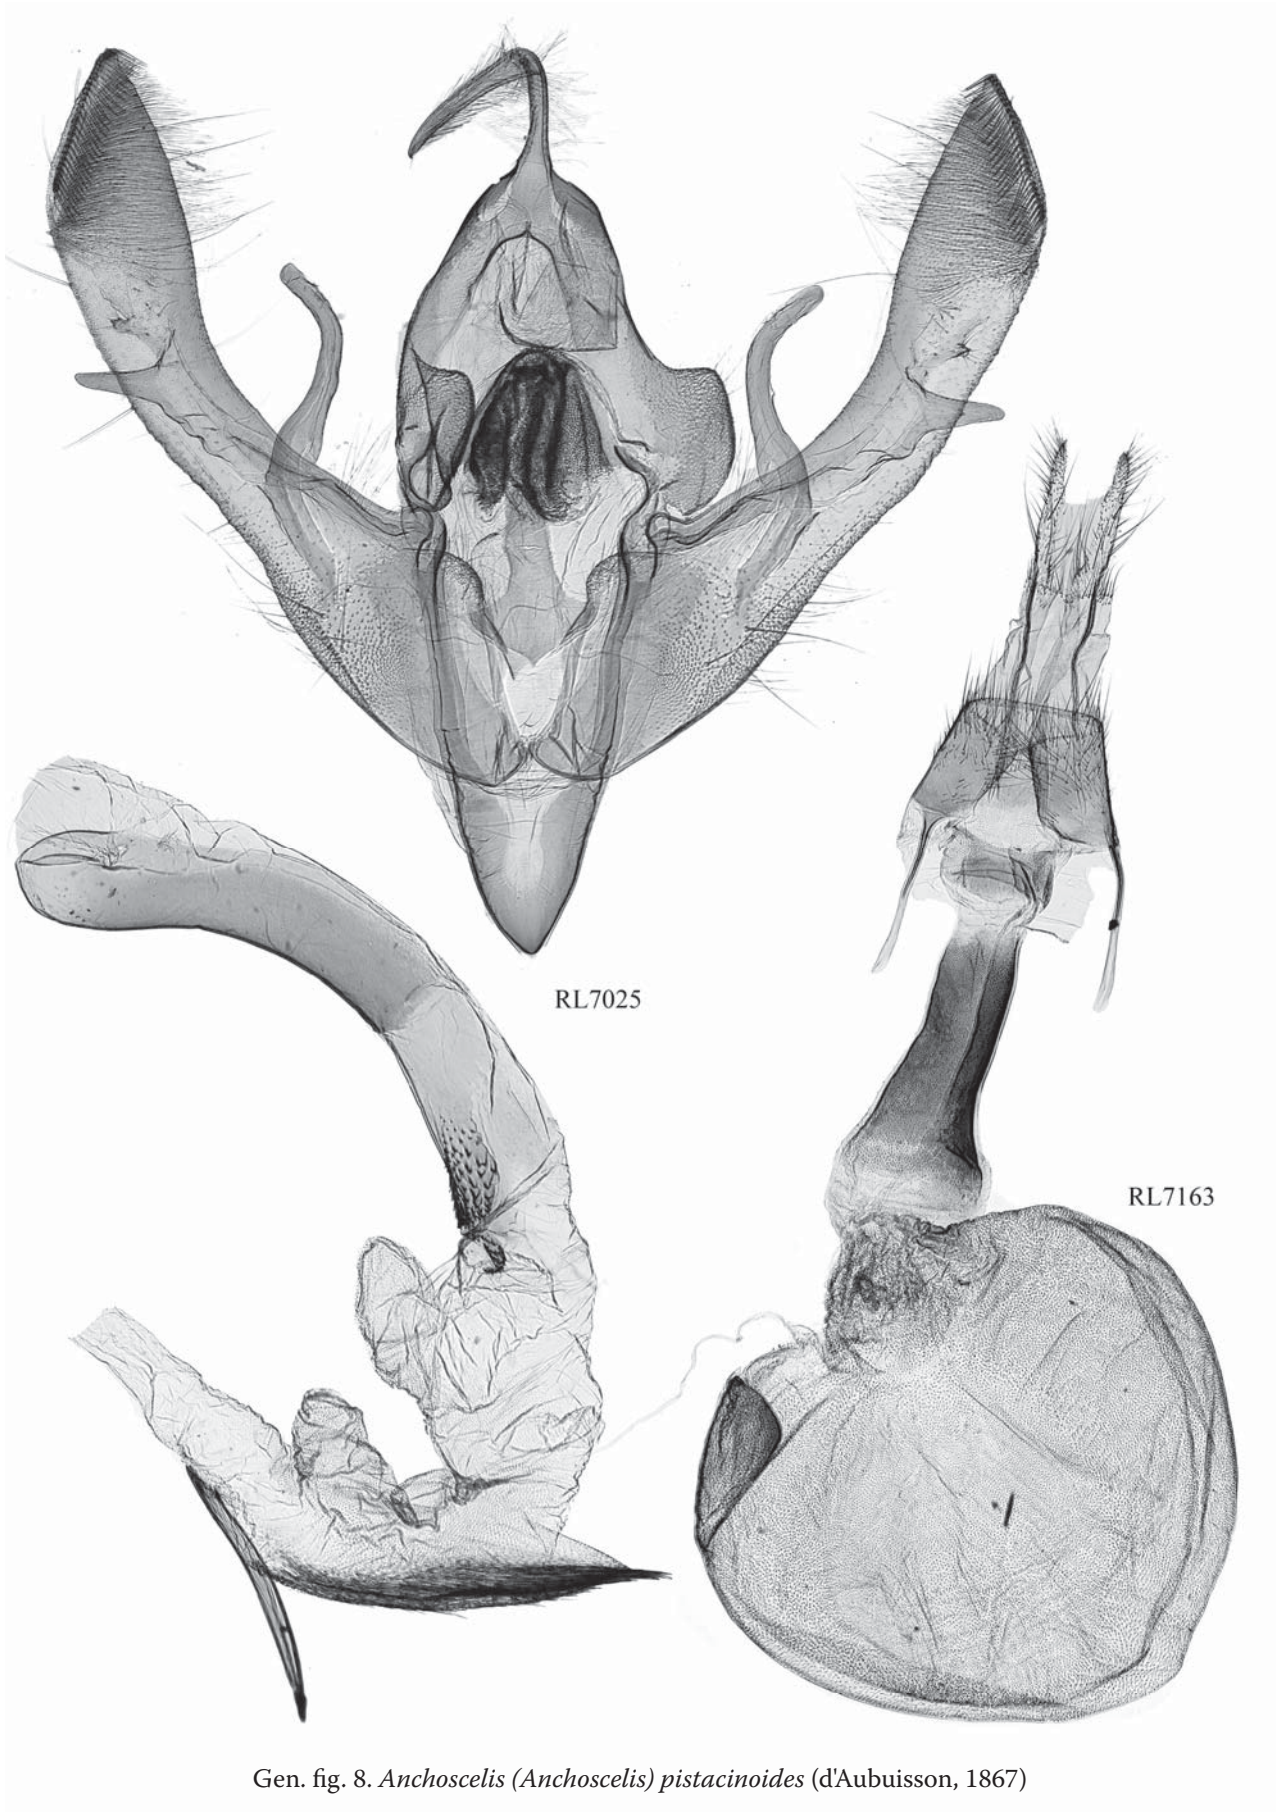 RL7025
RL7163
Gen. fig. 8. Anchoscelis (Anchoscelis) pistacinoides (d'Aubuisson, 1867)